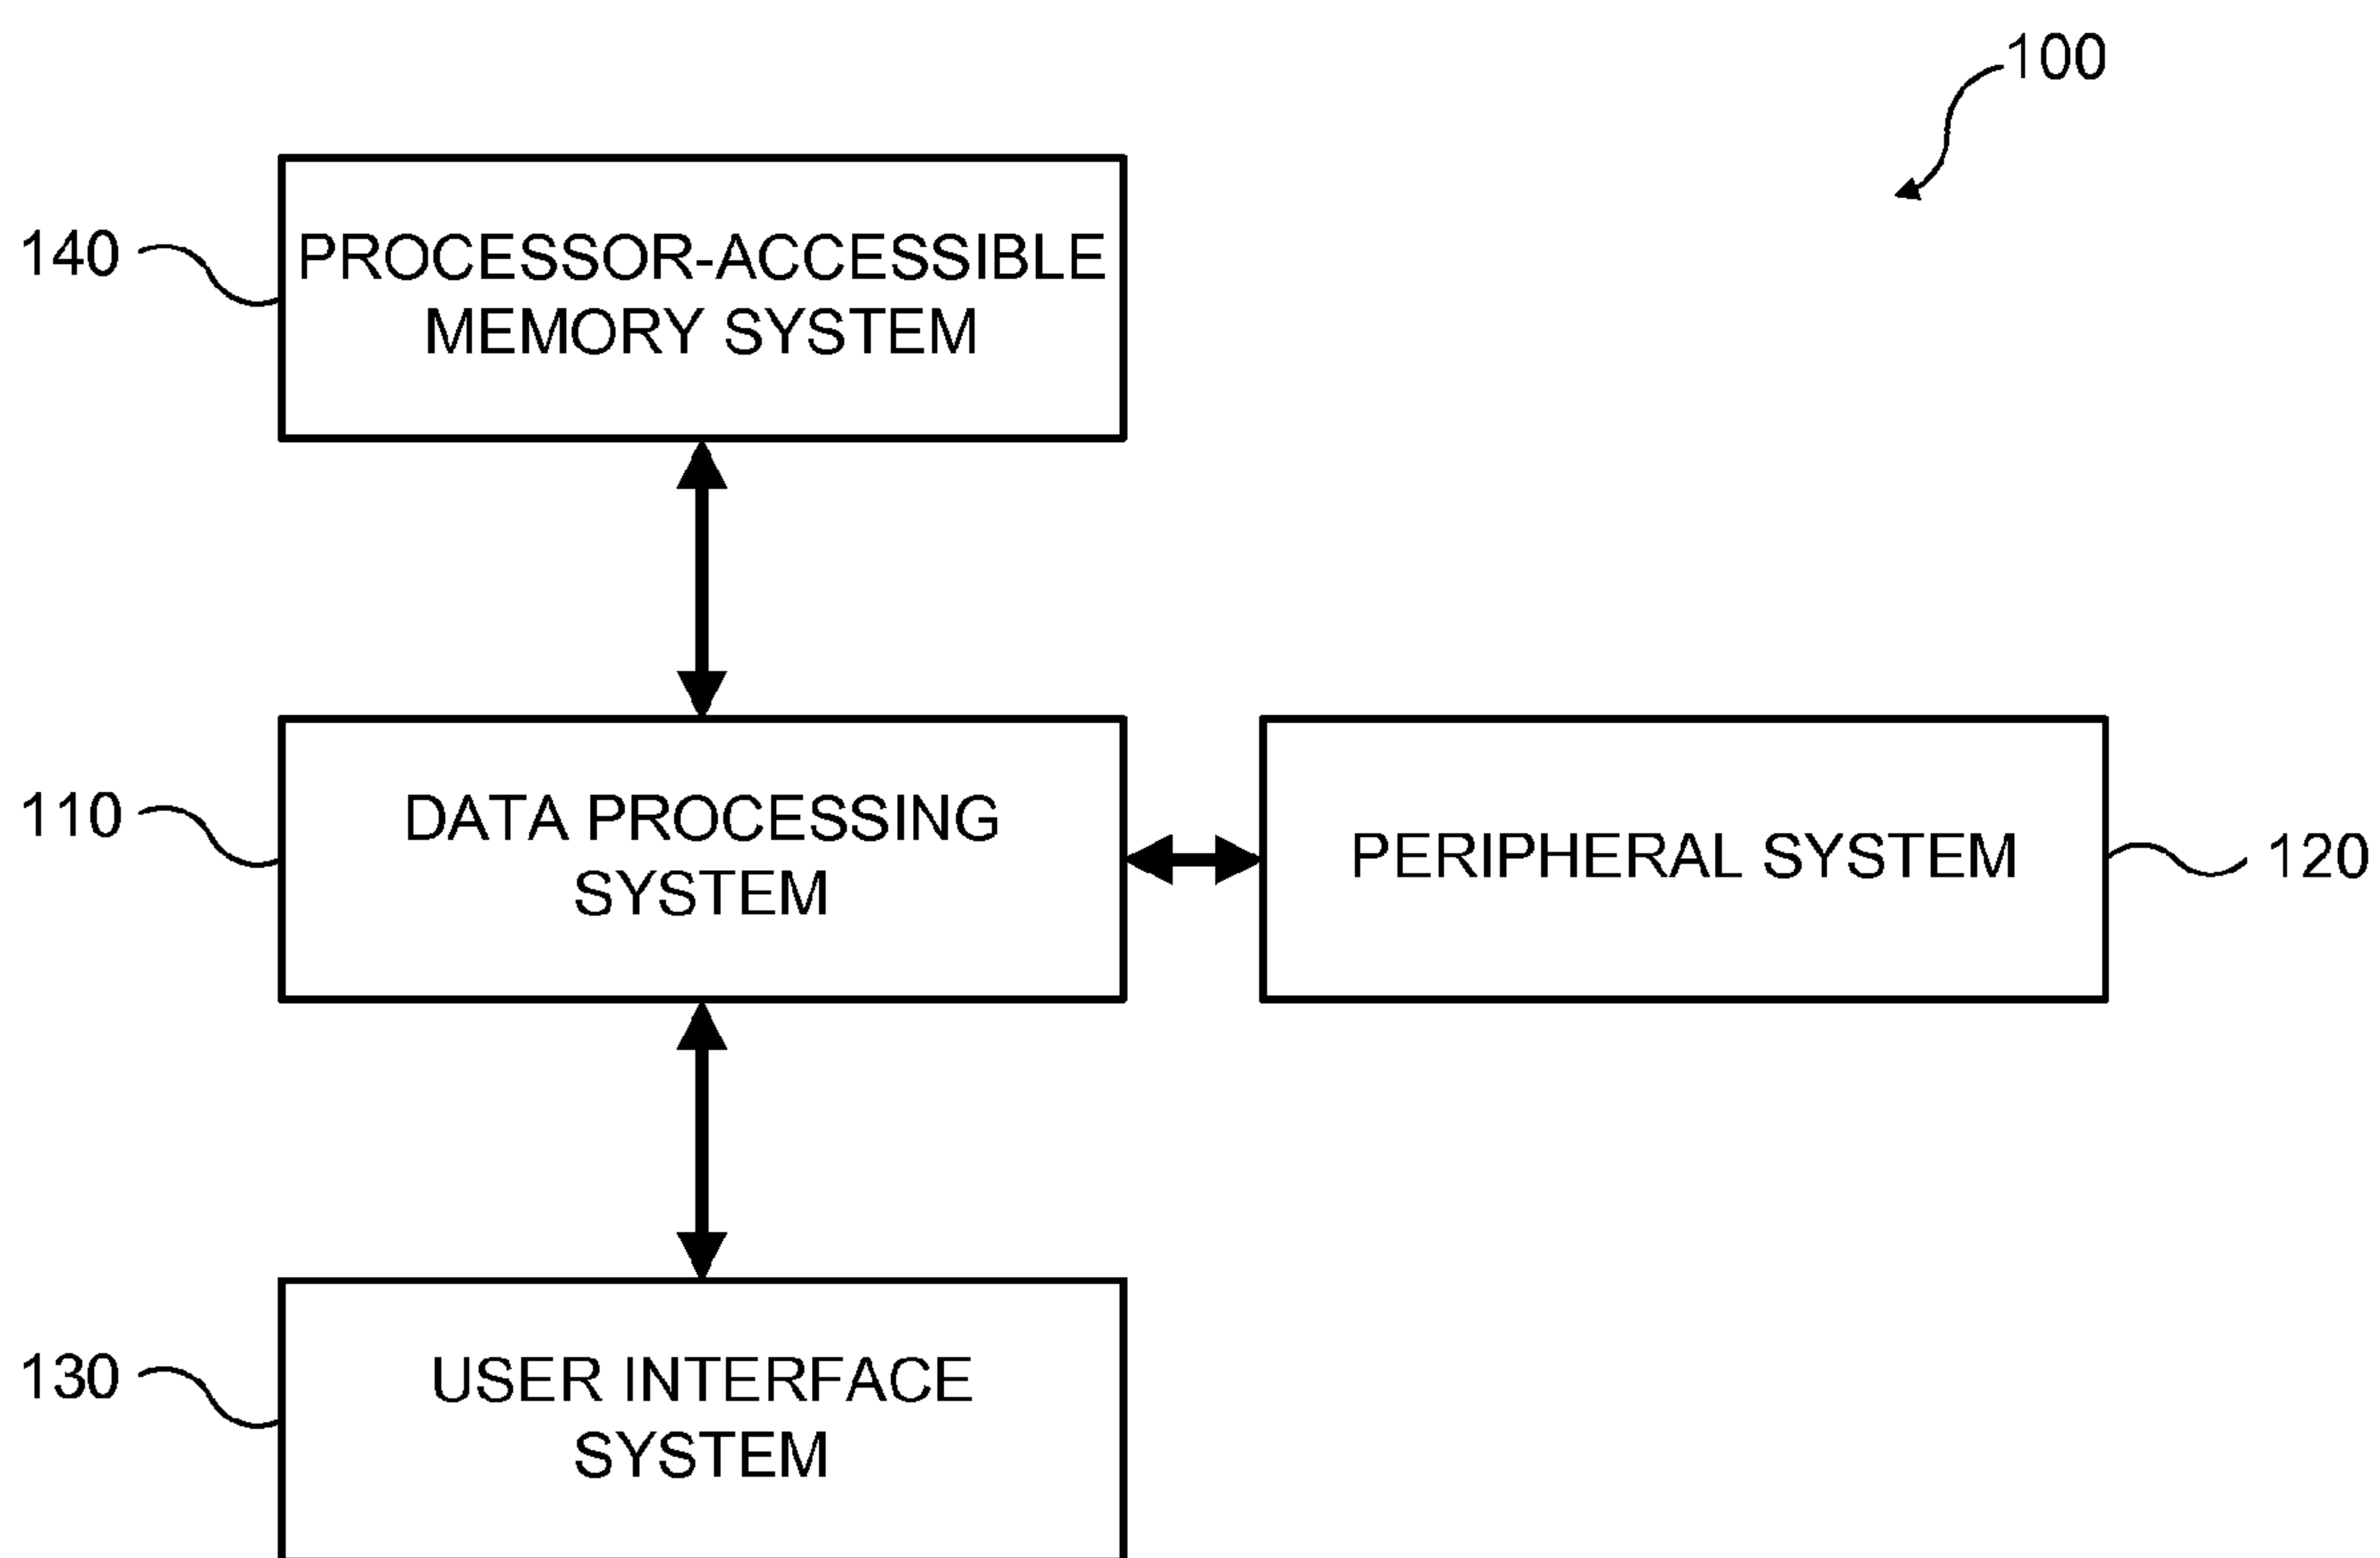 100
140
PROCESSOR-ACCESSIBLE
MEMORY SYSTEM
110
DATA PROCESSING
SYSTEM
PERIPHERAL SYSTEM
120
130
USER INTERFACE
SYSTEM